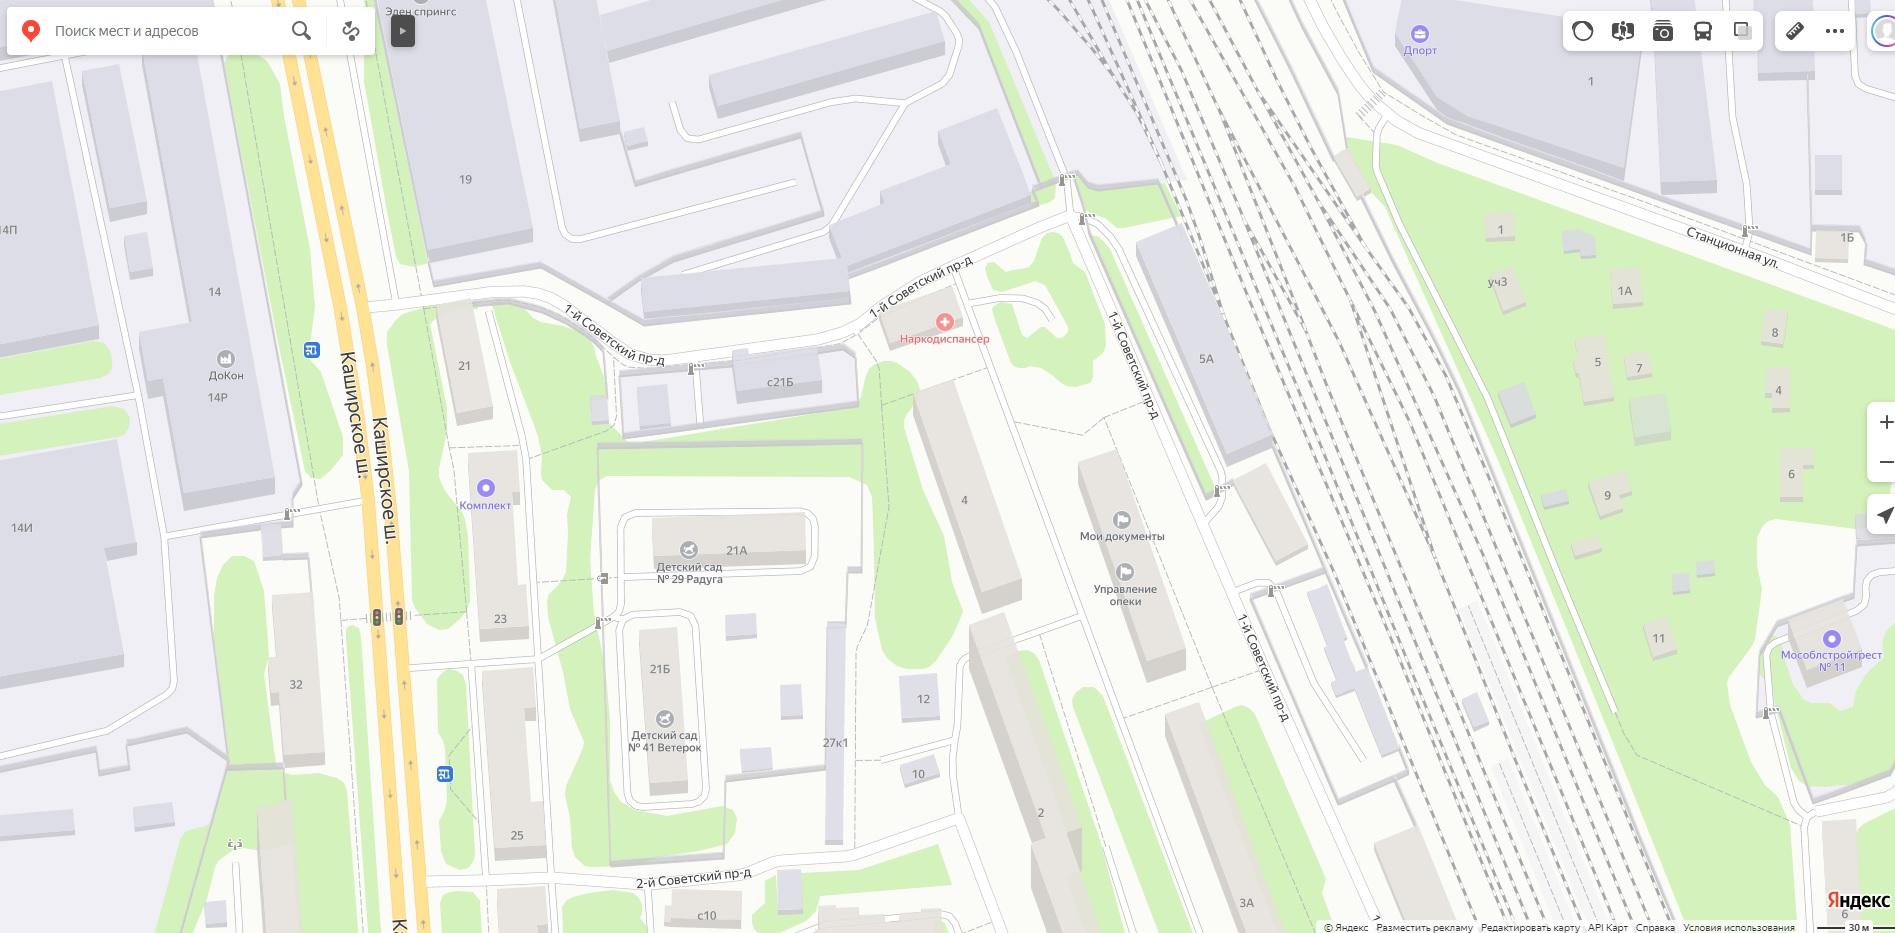 Элен спрингс
Поиск мест и адресов
Дпорт
1
19
14П
Станционная ул.
1Б
1
уч3
1А
14
1-й Советский пр-д
1-й Советский пр-д
Наркодиспансер
1-й Советский пр-д
8
5А
5
7
21
ДоКон
14Р
с21Б
4
Каширское ш.
Каширское ш.
6
9
4
Комплект
14И
Мои документы
21А
Детский сад
№ 29 Радуга
Управление
опеки
23
1-й Советский пр-д
11
Мособлстройтрест
№ 11
21Б
32
12
Детский сад
№ 41 Ветерок
27к1
10
2
25
2-й Советский пр-д
3А
с10
6
Яндекс
© Яндекс Разместить рекламу Редактировать карту API Карт Справка Условия использования 30 м